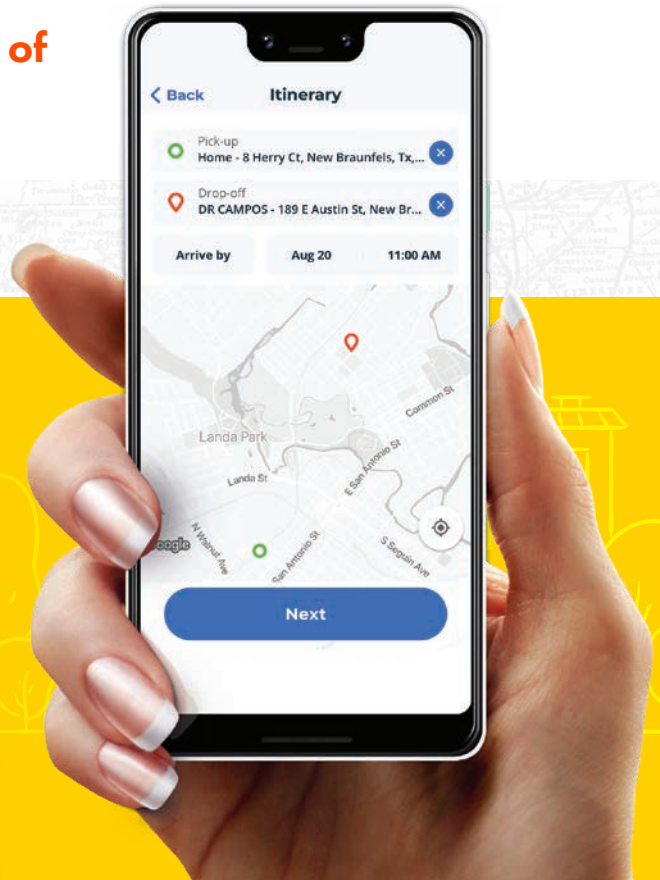 of
Back
Itinerary
Pick-up
Home - 8 Herry Ct, New Braunfels, Tx,...
Drop-off
DR CAMPOS - 189 E Austin St, New Br...
Arrive by
Aug 20
11:00 AM
Common St
Landa Park
E San Antonio St
Landa St
N Walnut Ave
San Antonio St
S Seguin Ave
oogle
Next